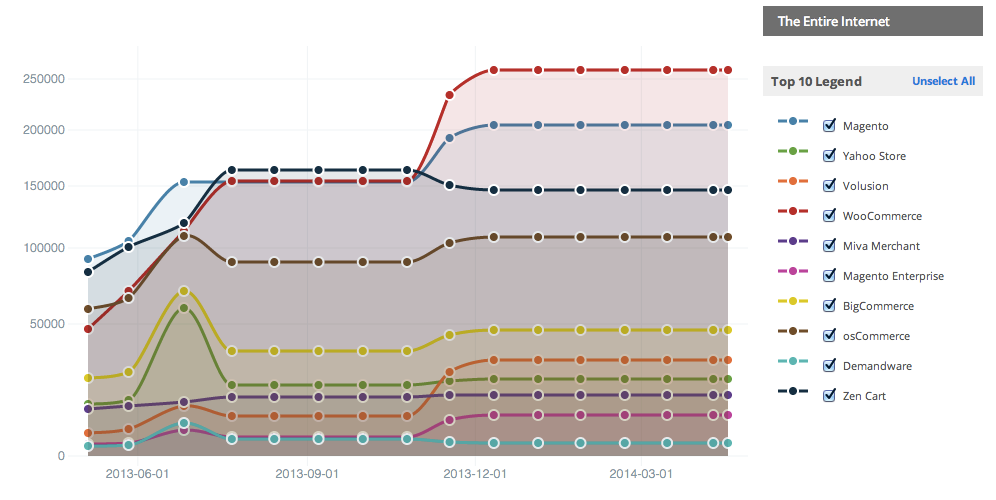 The Entire Internet
Top 10 Legend Unselect All
Magento
Yahoo Store
Volusion
WooCommerce
Miva Merchant
Magento Enterprise
BigCommerce
osCommerce
Demandware
Zen Cart
250000
200000
150000
100000
50000
0
2013-06-01 2013-09-01 2013-12-01 2014-03-01